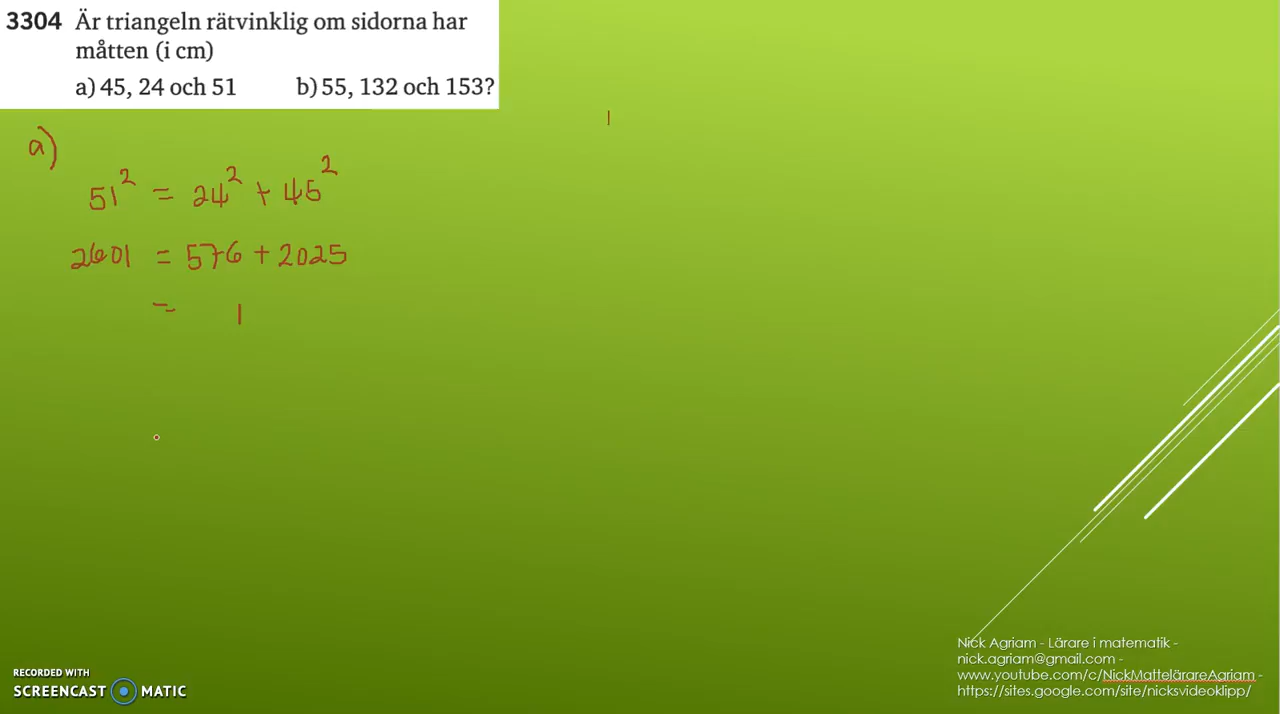 3304 Är triangeln rätvinklig om sidorna har
måtten (i cm)
a) 45, 24 och 51 b) 55, 132 och 153?
a)
51² = 24² + 45²
2601 = 576 + 2025
= 1
Nick Agriam - Lärare i matematik -
nick.agriam@gmail.com -
www.youtube.com/c/NickMattelärareAgriam -
https://sites.google.com/site/nicksvideoklipp/
RECORDED WITH
SCREENCAST MATIC